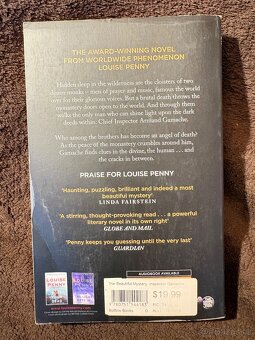 THE AWARD-WINNING NOVEL
FROM WORLDWIDE PHENOMENON
LOUISE PENNY
Hidden deep in the wilderness are the cloisters of two
dozen monks – men of prayer and music, famous the world
over for their glorious voices. But a brutal death throws the
monastery doors open to the world. And through them
walks the only man who can shine light upon the dark
deeds within: Chief Inspector Armand Gamache.
Who among the brothers has become an angel of death?
As the peace of the monastery crumbles around him,
Gamache finds clues in the divine, the human . . . and
the cracks in between.
PRAISE FOR LOUISE PENNY
'Haunting, puzzling, brilliant and indeed a most
beautiful mystery'
LINDA FAIRSTEIN
'A stirring, thought-provoking read . . . a powerful
literary novel in its own right'
GLOBE AND MAIL
'Penny keeps you guessing until the very last'
GUARDIAN
AUDIOBOOK AVAILABLE
LOUISE
PENNY
The Beautiful Mystery
$19.99